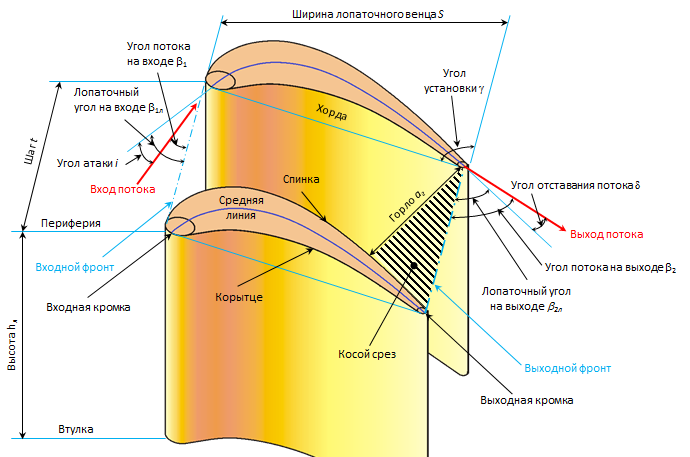 Ширина лопаточного венца S
Угол потока
на входе β₁
Лопаточный
угол на входе β₁ₗ
Угол атаки i
Вход потока
Шаг t
Периферия
Входной фронт
Входная кромка
Высота hл
Втулка
Средняя
линия
Спинка
Корытце
Хорда
Горло a₂
Косой срез
Угол
установки γ
Угол отставания потока δ
Выход потока
Угол потока на выходе β₂
Лопаточный угол
на выходе β₂ₗ
Выходной фронт
Выходная кромка